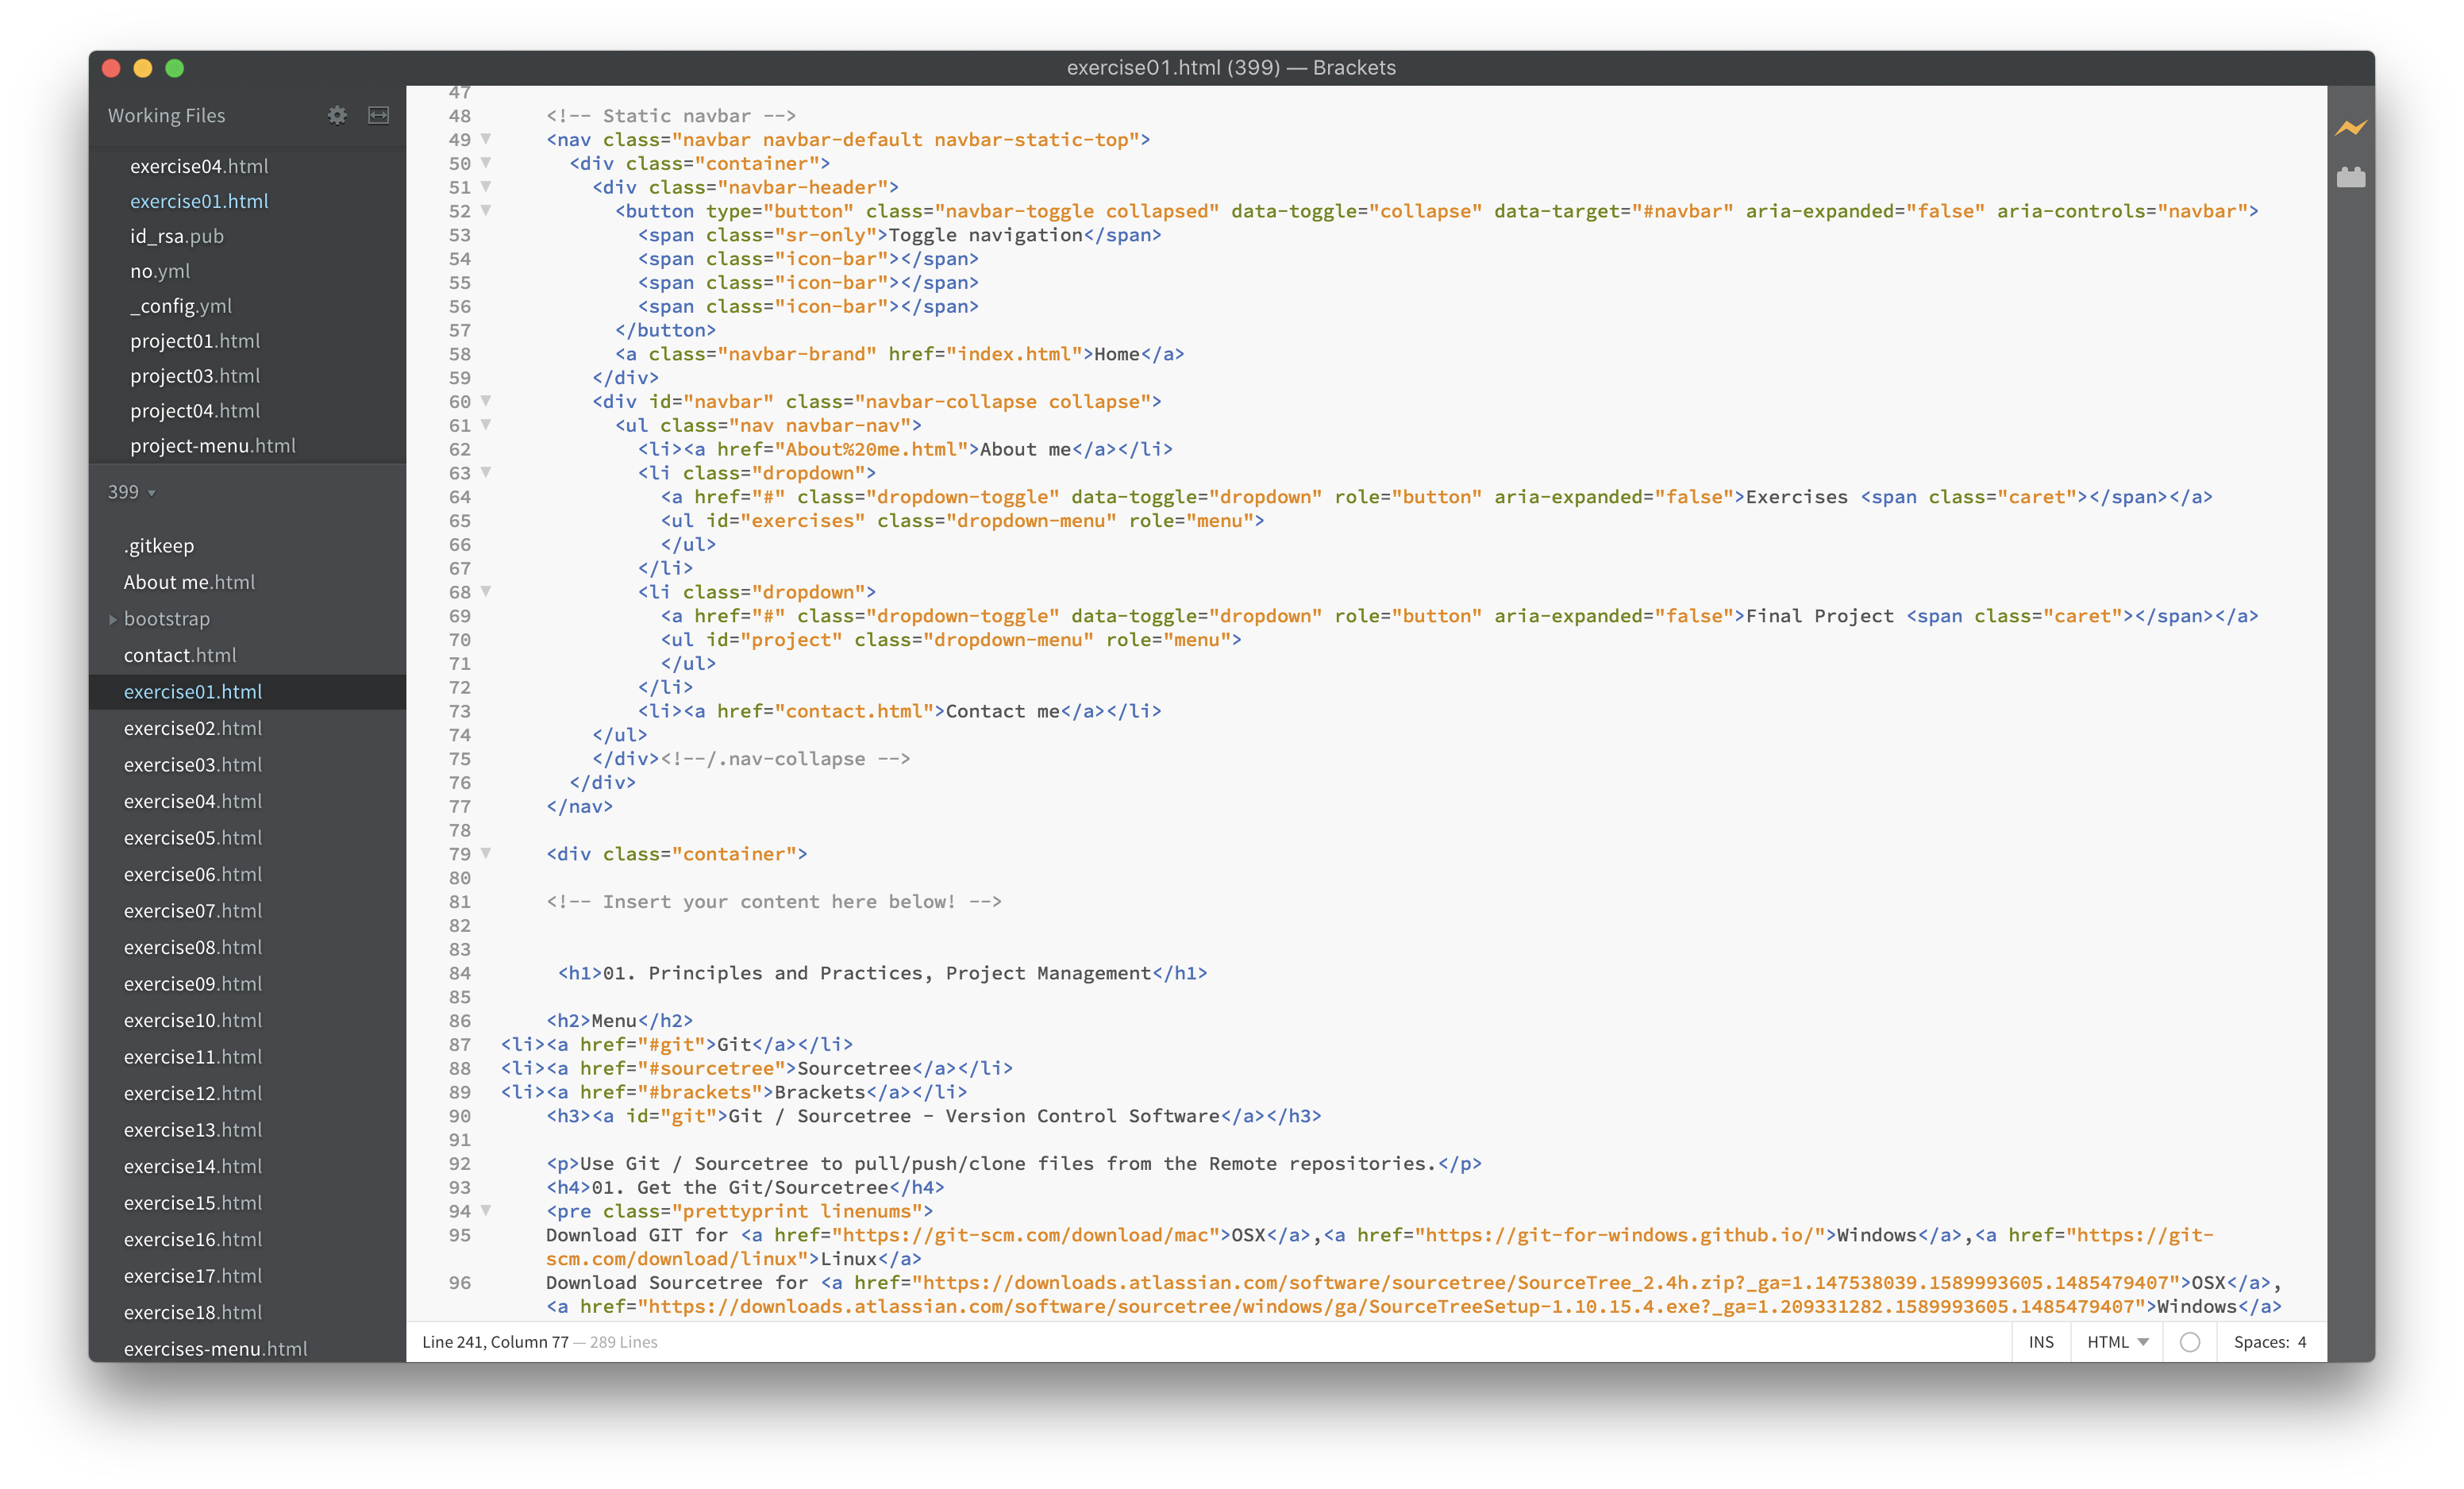 exercise01.html (399) — Brackets
Working Files
exercise04.html
exercise01.html
id_rsa.pub
no.yml
_config.yml
project01.html
project03.html
project04.html
project-menu.html
399
.gitkeep
About me.html
bootstrap
contact.html
exercise01.html
exercise02.html
exercise03.html
exercise04.html
exercise05.html
exercise06.html
exercise07.html
exercise08.html
exercise09.html
exercise10.html
exercise11.html
exercise12.html
exercise13.html
exercise14.html
exercise15.html
exercise16.html
exercise17.html
exercise18.html
exercises-menu.html
47
48     <!-- Static navbar -->
49     <nav class="navbar navbar-default navbar-static-top">
50       <div class="container">
51         <div class="navbar-header">
52           <button type="button" class="navbar-toggle collapsed" data-toggle="collapse" data-target="#navbar" aria-expanded="false" aria-controls="navbar">
53             <span class="sr-only">Toggle navigation</span>
54             <span class="icon-bar"></span>
55             <span class="icon-bar"></span>
56             <span class="icon-bar"></span>
57           </button>
58           <a class="navbar-brand" href="index.html">Home</a>
59         </div>
60         <div id="navbar" class="navbar-collapse collapse">
61           <ul class="nav navbar-nav">
62             <li><a href="About%20me.html">About me</a></li>
63             <li class="dropdown">
64               <a href="#" class="dropdown-toggle" data-toggle="dropdown" role="button" aria-expanded="false">Exercises <span class="caret"></span></a>
65               <ul id="exercises" class="dropdown-menu" role="menu">
66               </ul>
67             </li>
68             <li class="dropdown">
69               <a href="#" class="dropdown-toggle" data-toggle="dropdown" role="button" aria-expanded="false">Final Project <span class="caret"></span></a>
70               <ul id="project" class="dropdown-menu" role="menu">
71               </ul>
72             </li>
73             <li><a href="contact.html">Contact me</a></li>
74         </ul>
75         </div><!--/.nav-collapse -->
76       </div>
77     </nav>
78
79     <div class="container">
80
81     <!-- Insert your content here below! -->
82
83
84      <h1>01. Principles and Practices, Project Management</h1>
85
86     <h2>Menu</h2>
87 <li><a href="#git">Git</a></li>
88 <li><a href="#sourcetree">Sourcetree</a></li>
89 <li><a href="#brackets">Brackets</a></li>
90     <h3><a id="git">Git / Sourcetree - Version Control Software</a></h3>
91
92     <p>Use Git / Sourcetree to pull/push/clone files from the Remote repositories.</p>
93     <h4>01. Get the Git/Sourcetree</h4>
94     <pre class="prettyprint linenums">
95     Download GIT for <a href="https://git-scm.com/download/mac">OSX</a>,<a href="https://git-for-windows.github.io/">Windows</a>,<a href="https://git-
scm.com/download/linux">Linux</a>
96     Download Sourcetree for <a href="https://downloads.atlassian.com/software/sourcetree/SourceTree_2.4h.zip?_ga=1.147538039.1589993605.1485479407">OSX</a>,
<a href="https://downloads.atlassian.com/software/sourcetree/windows/ga/SourceTreeSetup-1.10.15.4.exe?_ga=1.209331282.1589993605.1485479407">Windows</a>
Line 241, Column 77 — 289 Lines
INS
HTML
Spaces: 4